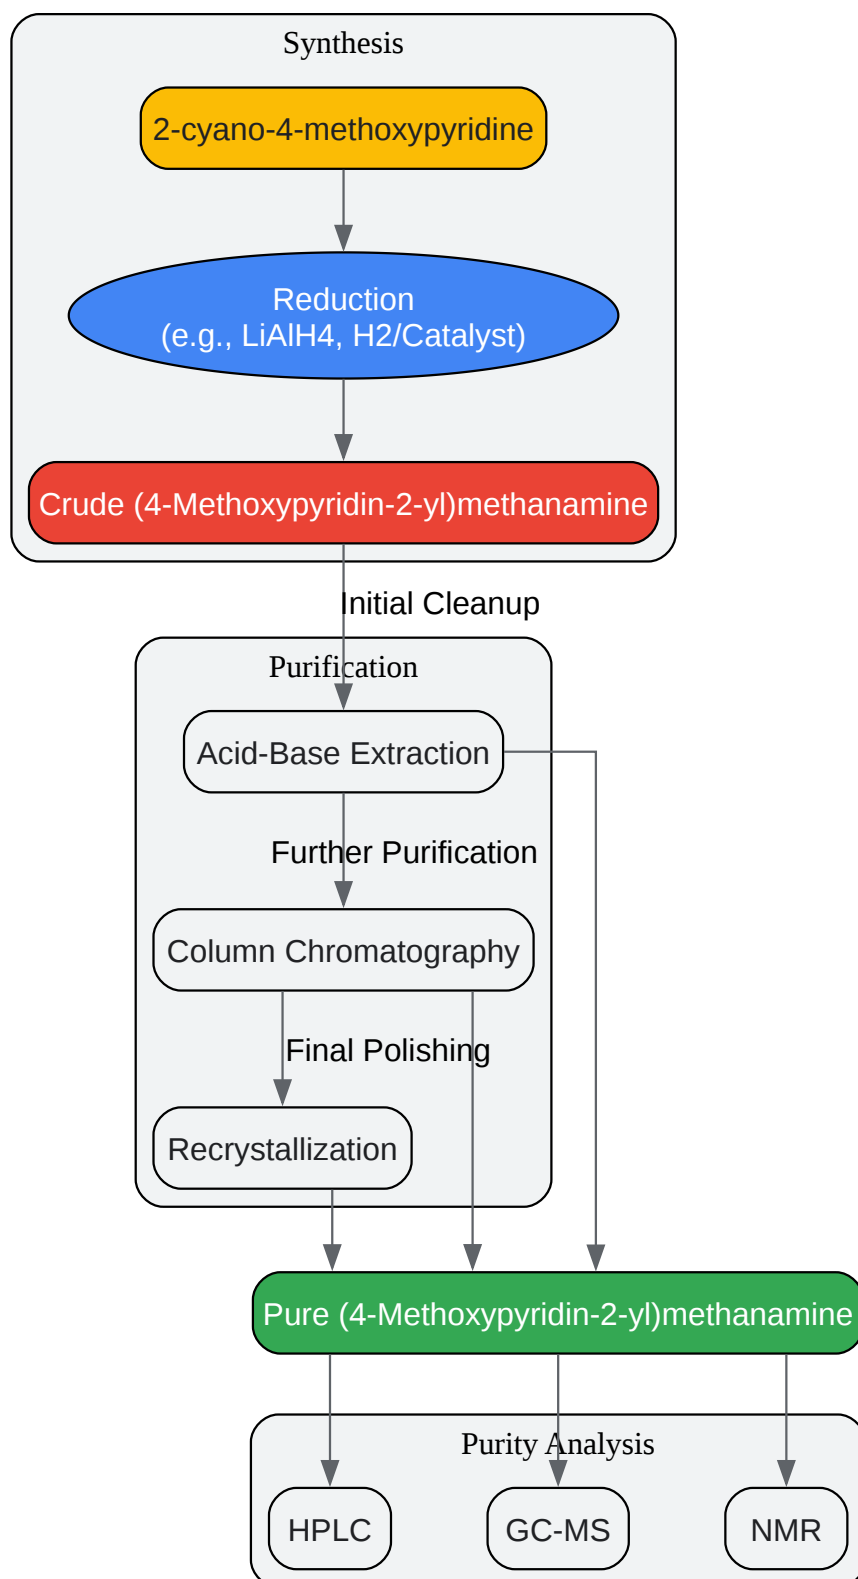 Synthesis
2-cyano-4-methoxypyridine
Reduction
(e.g., LiAlH4, H2/Catalyst)
Crude (4-Methoxypyridin-2-yl)methanamine
Initial Cleanup
Purification
Acid-Base Extraction
Further Purification
Column Chromatography
Final Polishing
Recrystallization
Pure (4-Methoxypyridin-2-yl)methanamine
Purity Analysis
HPLC
GC-MS
NMR